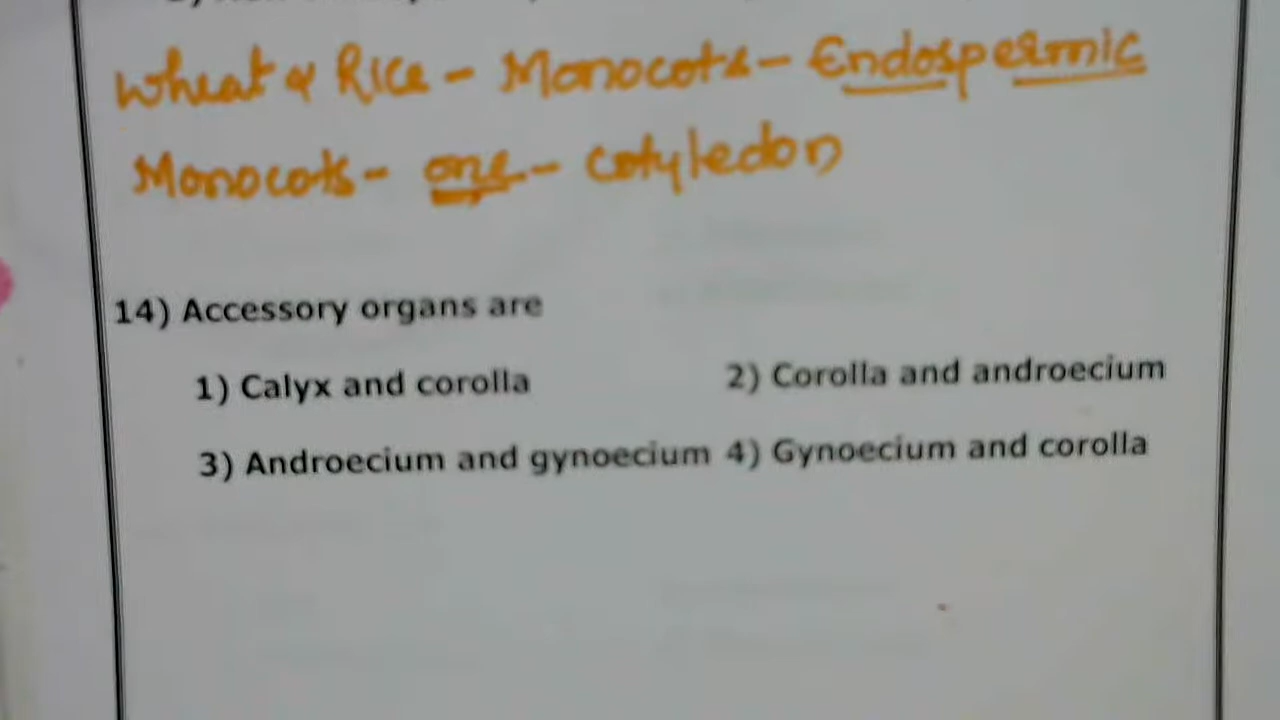 Wheat & Rice - Monocots - Endospermic
Monocots - one - cotyledon
14) Accessory organs are
1) Calyx and corolla 2) Corolla and androecium
3) Androecium and gynoecium 4) Gynoecium and corolla